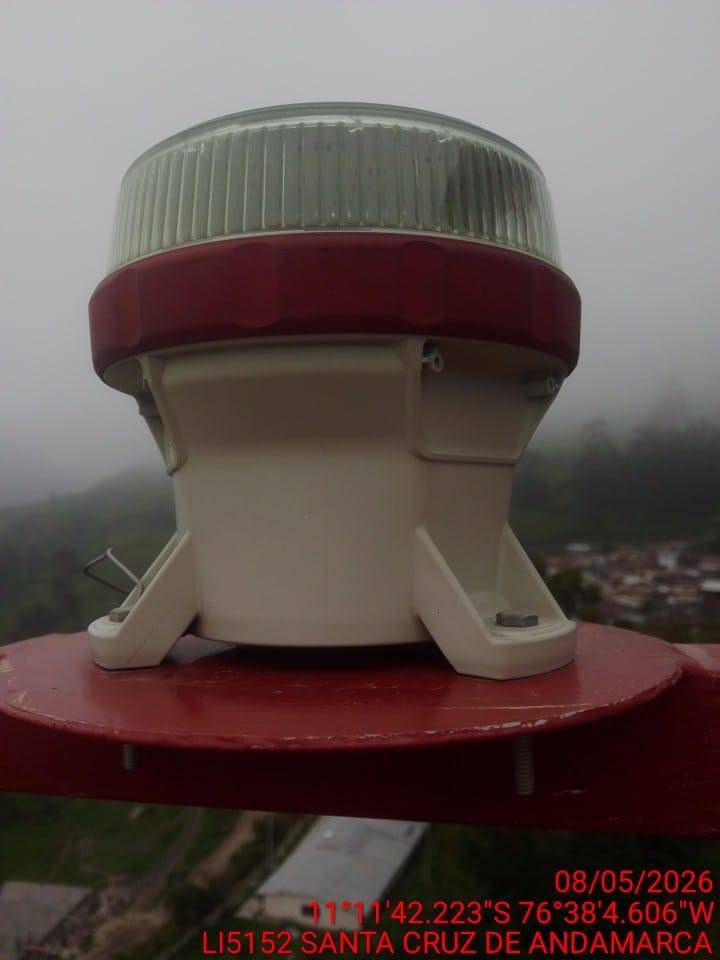 08/05/2026
11°11'42.223"S 76°38'4.606"W
LI5152 SANTA CRUZ DE ANDAMARCA